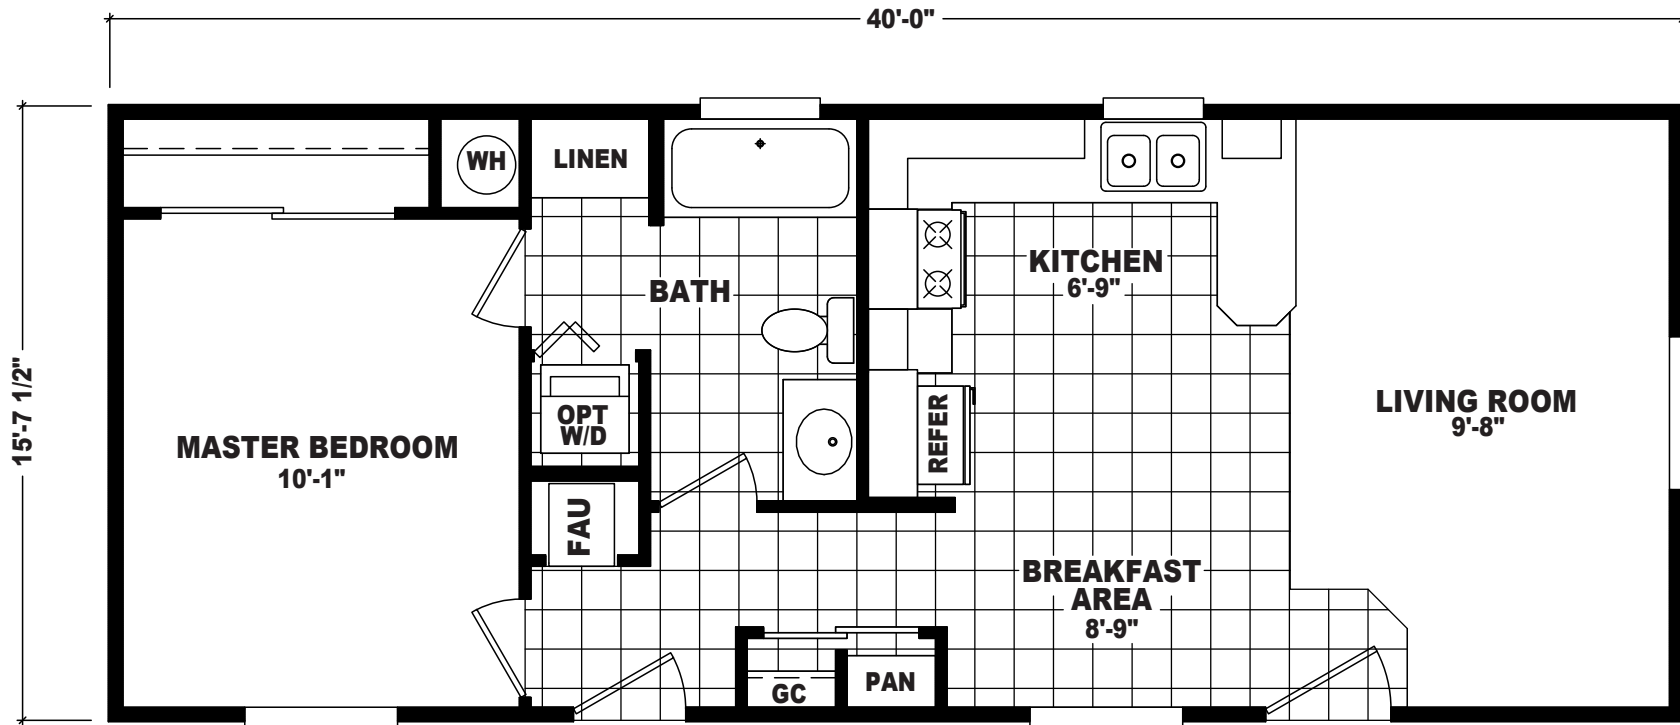 40'-0"
15'-7 1/2"
WH
LINEN
BATH
KITCHEN
6'-9"
OPT
W/D
MASTER BEDROOM
10'-1"
REFER
LIVING ROOM
9'-8"
FAU
BREAKFAST
AREA
8'-9"
GC
PAN